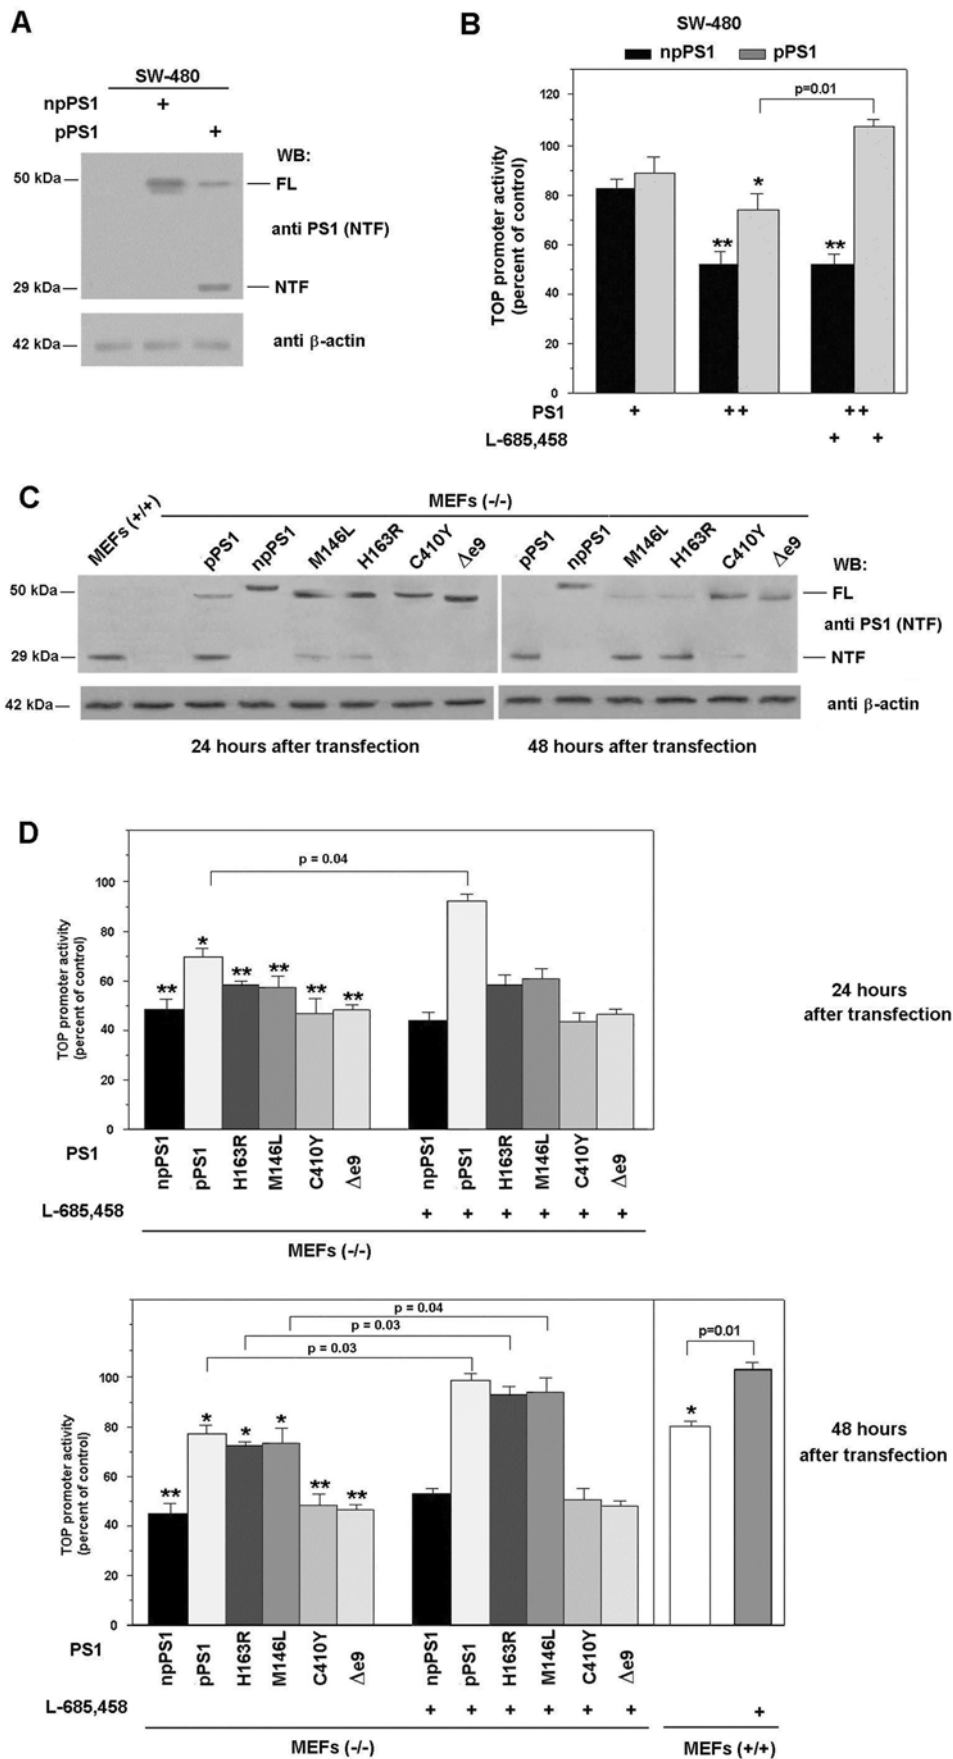 A
SW-480
npPS1 +
pPS1 +
WB:
50 kDa FL
anti PS1 (NTF)
29 kDa NTF
42 kDa anti β-actin
B
SW-480
npPS1 pPS1
p=0.01
TOP promoter activity
(percent of control)
120
100
80
60
40
20
0
*
** **
PS1 + ++ ++
L-685,458 + +
C
MEFs (-/-)
MEFs (+/+) pPS1 npPS1 M146L H163R C410Y Δe9 pPS1 npPS1 M146L H163R C410Y Δe9
WB:
50 kDa FL
anti PS1 (NTF)
29 kDa NTF
42 kDa anti β-actin
24 hours after transfection 48 hours after transfection
D
p = 0.04
TOP promoter activity
(percent of control)
100
80
60
40
20
0
** * ** ** ** **
24 hours
after transfection
PS1 npPS1 pPS1 H163R M146L C410Y Δe9 npPS1 pPS1 H163R M146L C410Y Δe9
L-685,458 + + + + + +
MEFs (-/-)
p = 0.04
p = 0.03
p = 0.03
p=0.01
TOP promoter activity
(percent of control)
100
80
60
40
20
0
** * * * ** ** *
48 hours
after transfection
PS1 npPS1 pPS1 H163R M146L C410Y Δe9 npPS1 pPS1 H163R M146L C410Y Δe9
L-685,458 + + + + + + +
MEFs (-/-) MEFs (+/+)